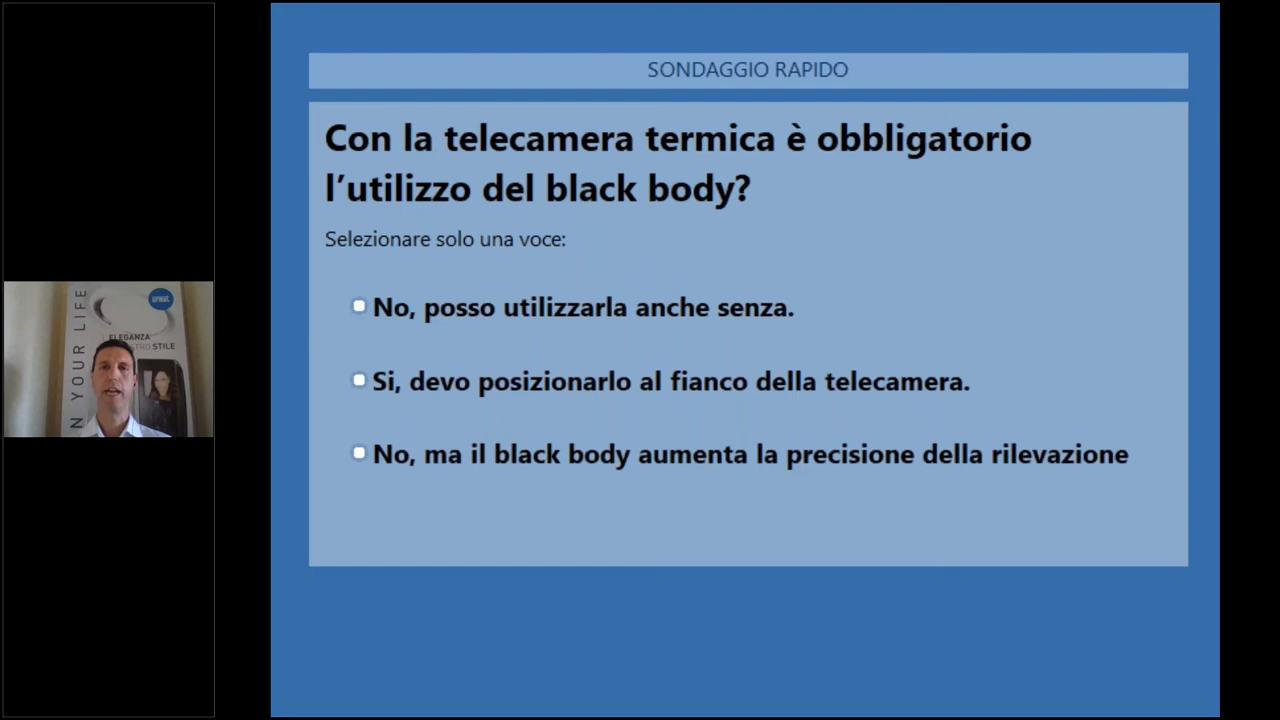 SONDAGGIO RAPIDO
Con la telecamera termica è obbligatorio
l’utilizzo del black body?
Selezionare solo una voce:
No, posso utilizzarla anche senza.
Si, devo posizionarlo al fianco della telecamera.
No, ma il black body aumenta la precisione della rilevazione
N YOUR LIFE
URMET
ELEGANZA
STRO STILE